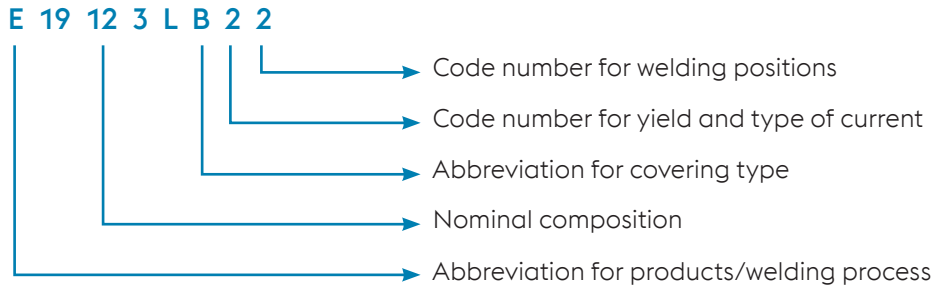 E 19 12 3 L B 2 2
Code number for welding positions
Code number for yield and type of current
Abbreviation for covering type
Nominal composition
Abbreviation for products/welding process